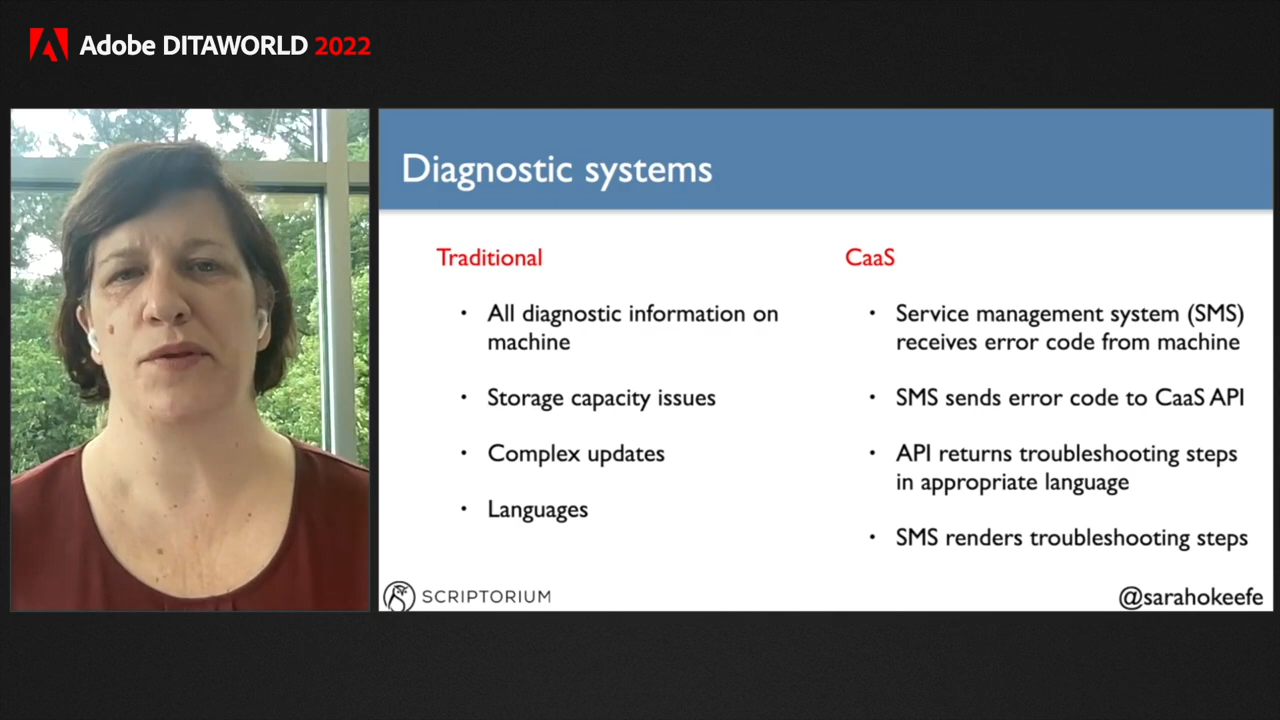 Adobe DITAWORLD 2022
Diagnostic systems
Traditional
• All diagnostic information on
machine
• Storage capacity issues
• Complex updates
• Languages
CaaS
• Service management system (SMS)
receives error code from machine
• SMS sends error code to CaaS API
• API returns troubleshooting steps
in appropriate language
• SMS renders troubleshooting steps
SCRIPTORIUM
@sarahokeefe